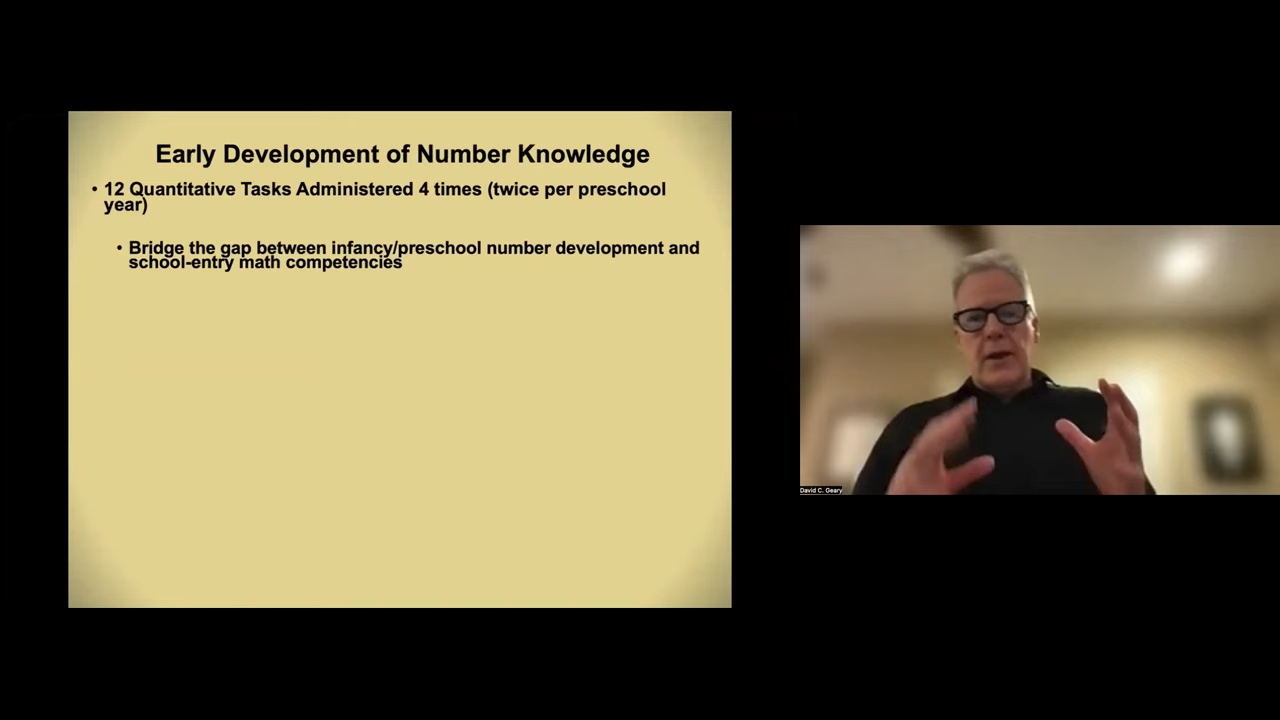 Early Development of Number Knowledge
• 12 Quantitative Tasks Administered 4 times (twice per preschool
year)
• Bridge the gap between infancy/preschool number development and
school-entry math competencies
David C. Geary